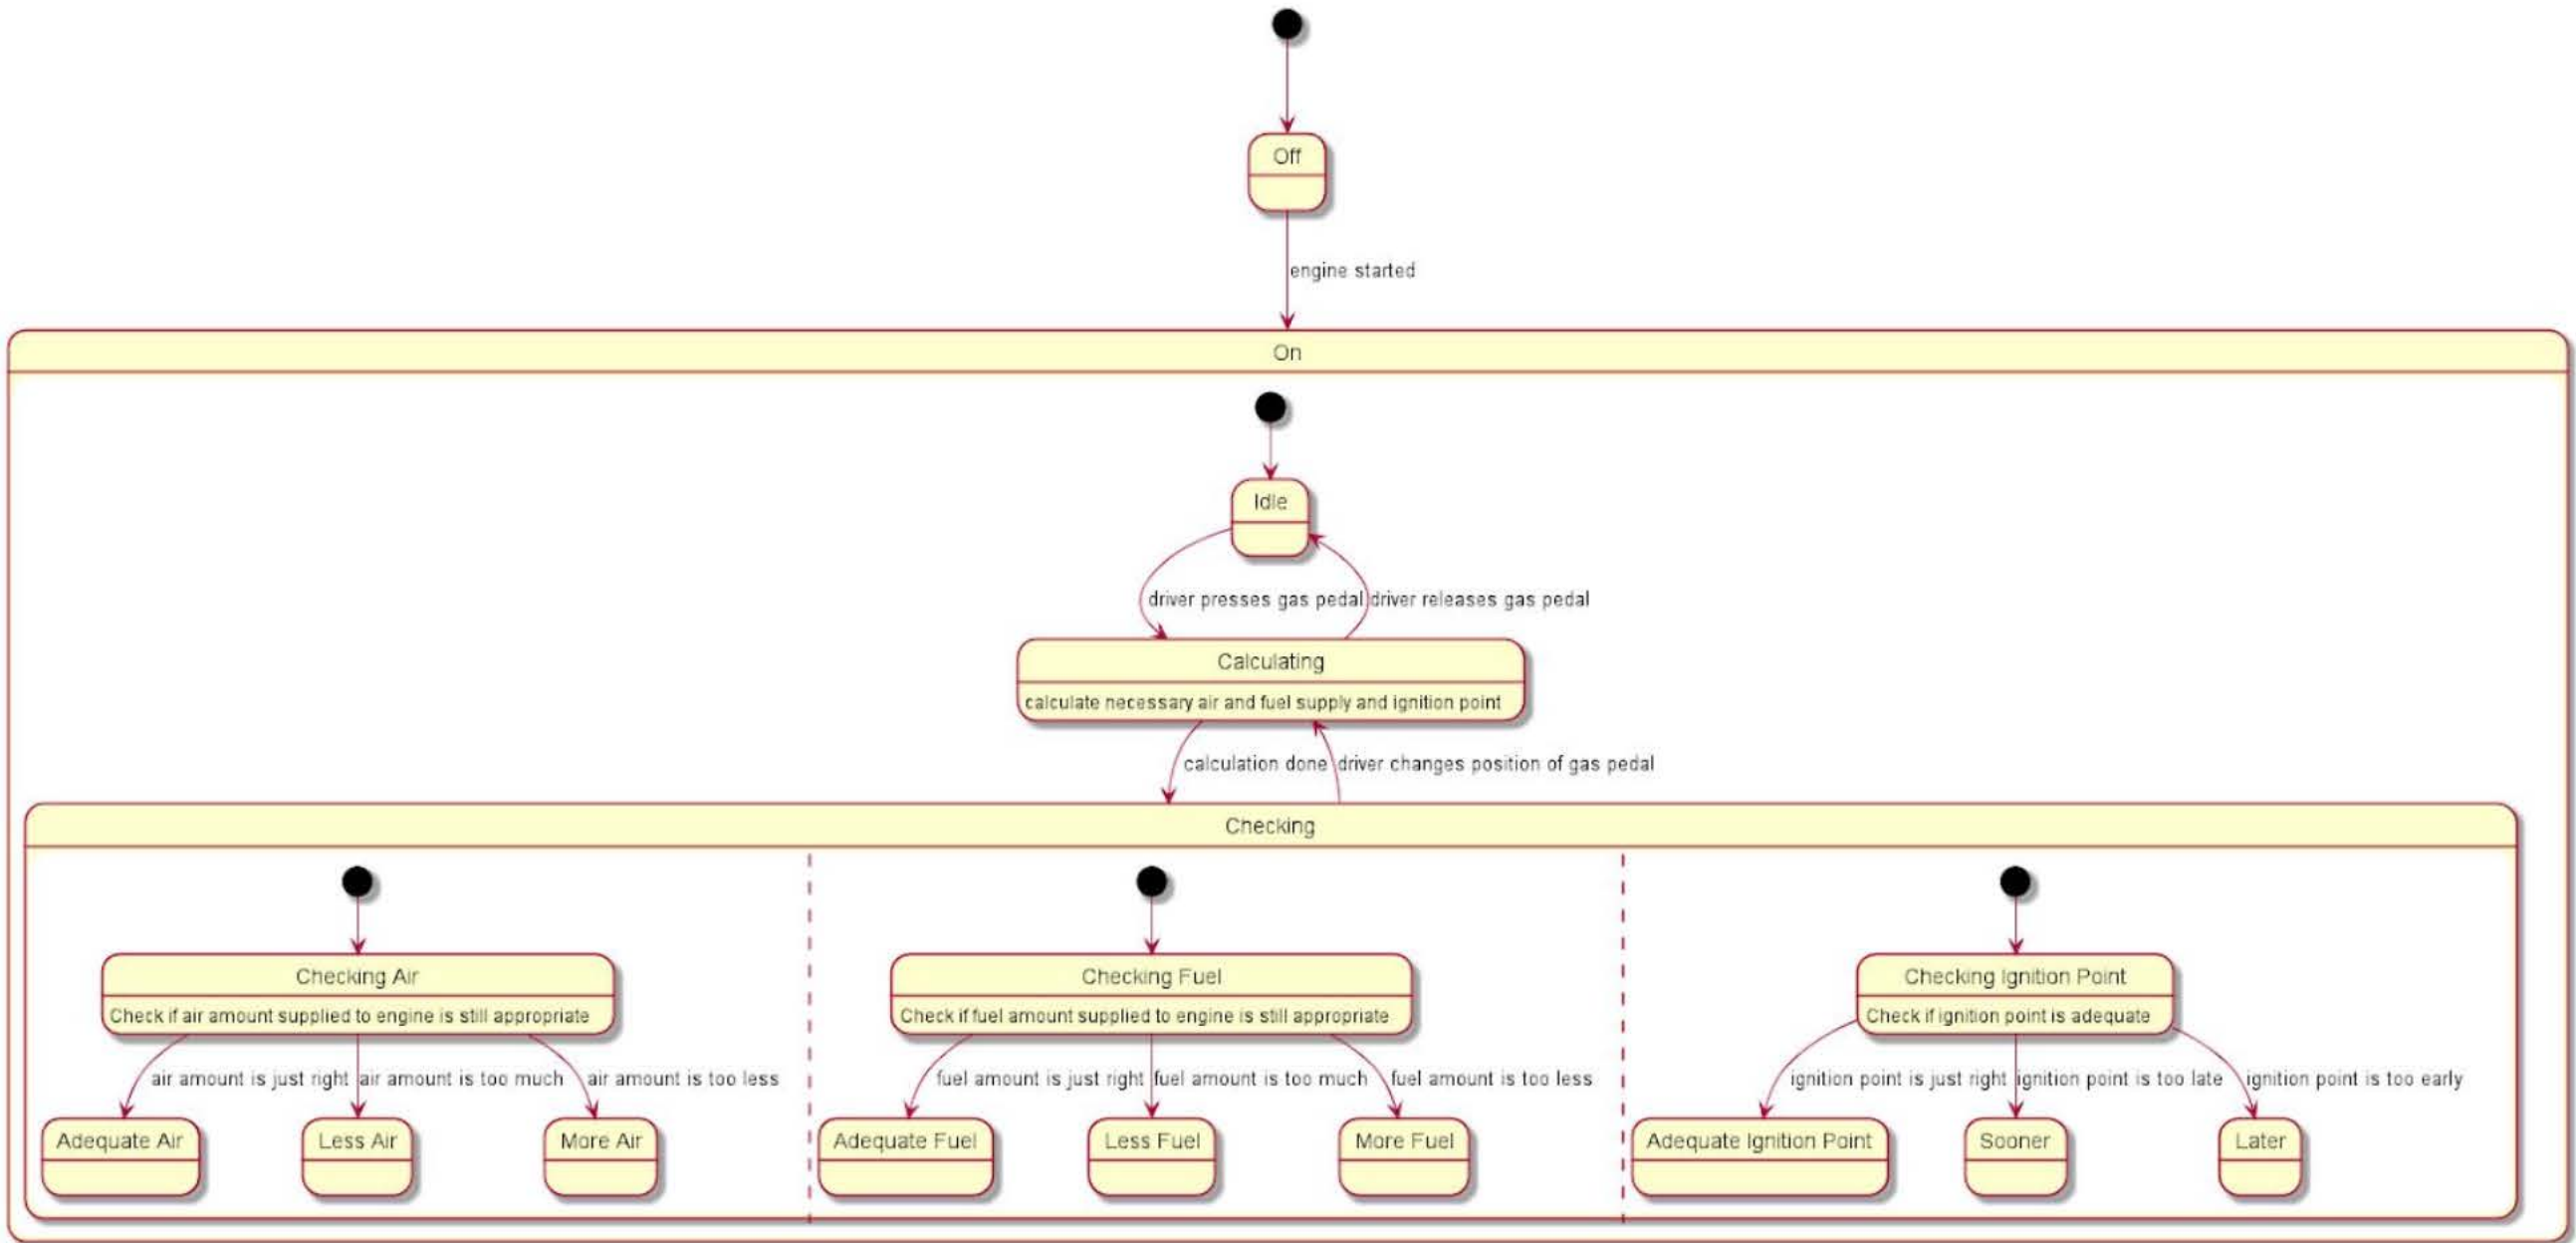 Off
engine started
On
Idle
driver presses gas pedal
driver releases gas pedal
Calculating
calculate necessary air and fuel supply and ignition point
calculation done
driver changes position of gas pedal
Checking
Checking Air
Check if air amount supplied to engine is still appropriate
air amount is just right
air amount is too much
air amount is too less
Adequate Air
Less Air
More Air
Checking Fuel
Check if fuel amount supplied to engine is still appropriate
fuel amount is just right
fuel amount is too much
fuel amount is too less
Adequate Fuel
Less Fuel
More Fuel
Checking Ignition Point
Check if ignition point is adequate
ignition point is just right
ignition point is too late
ignition point is too early
Adequate Ignition Point
Sooner
Later